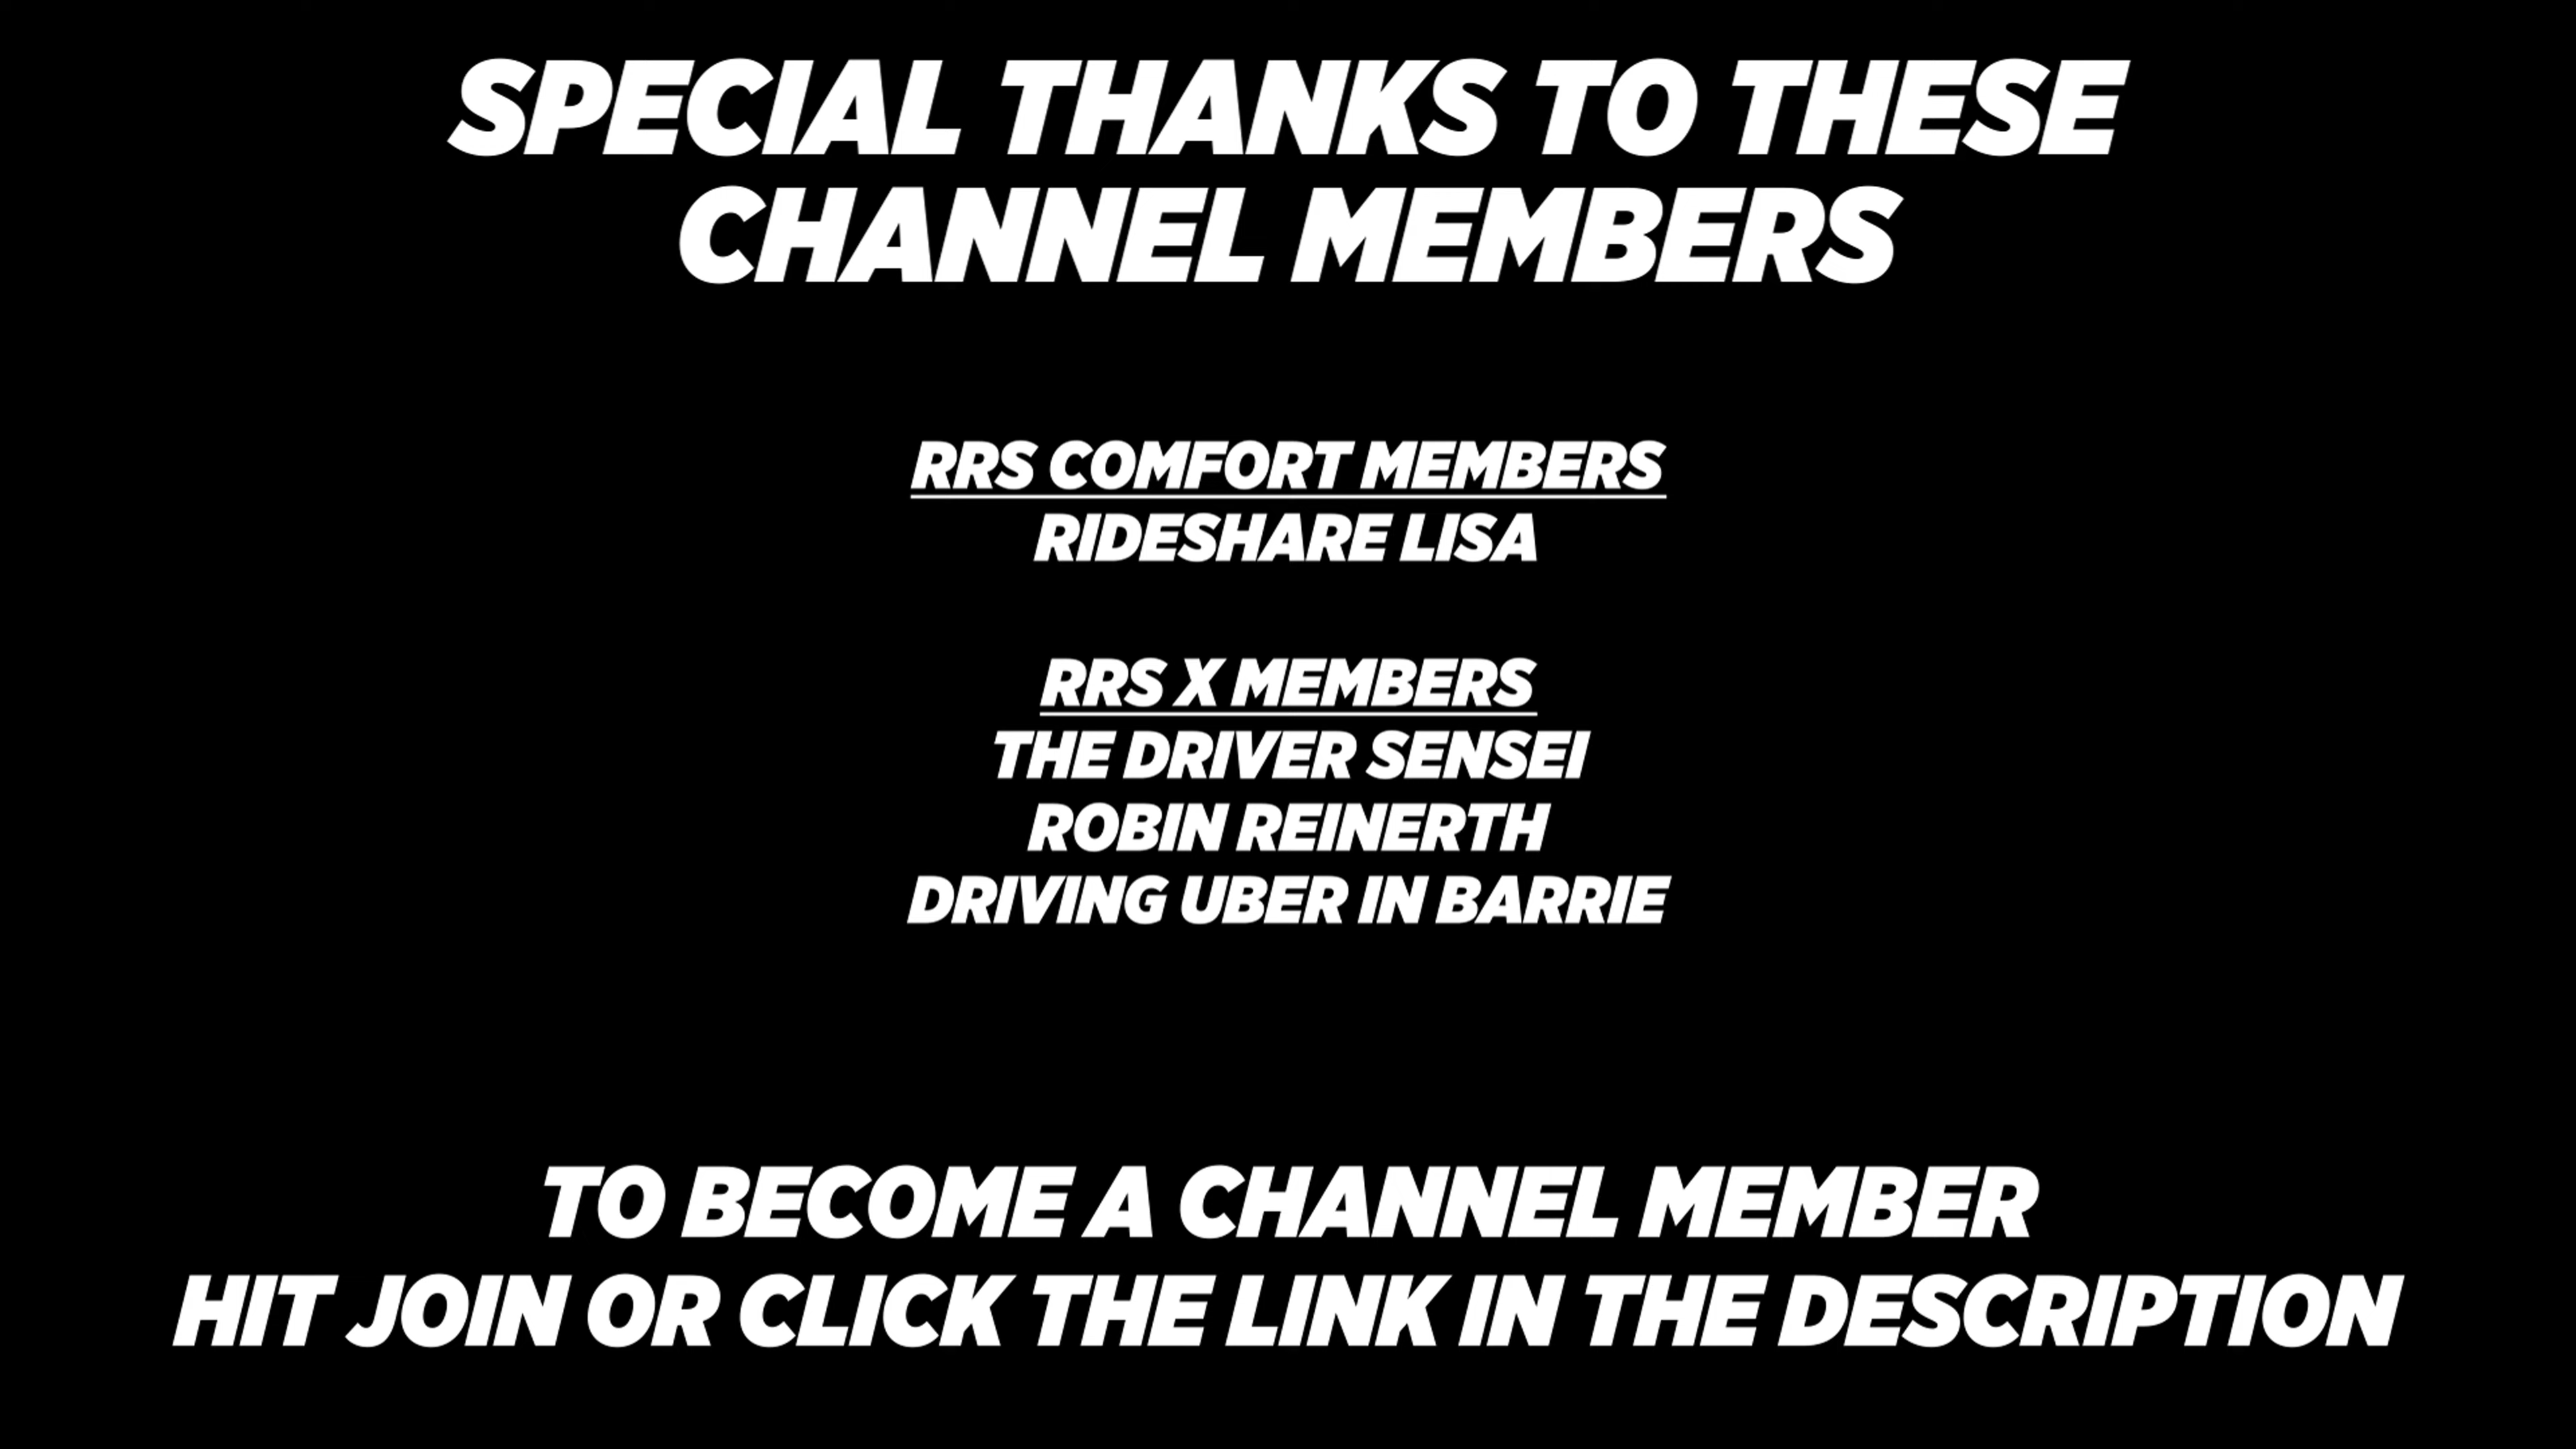 SPECIAL THANKS TO THESE
CHANNEL MEMBERS
RRS COMFORT MEMBERS
RIDESHARE LISA
RRS X MEMBERS
THE DRIVER SENSEI
ROBIN REINERTH
DRIVING UBER IN BARRIE
TO BECOME A CHANNEL MEMBER
HIT JOIN OR CLICK THE LINK IN THE DESCRIPTION